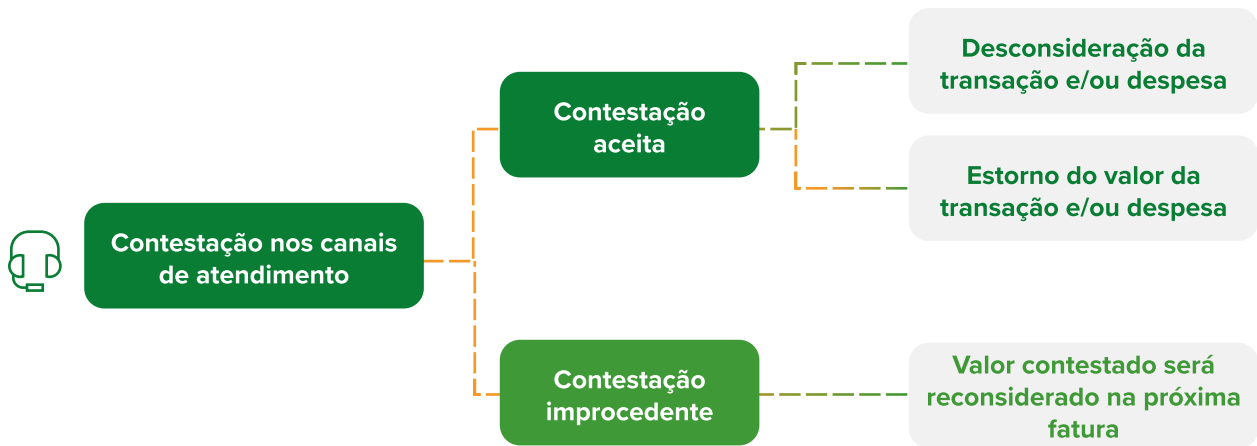 Contestação nos canais
de atendimento
Contestação
aceita
Desconsideração da
transação e/ou despesa
Estorno do valor da
transação e/ou despesa
Contestação
improcedente
Valor contestado será
reconsiderado na próxima
fatura